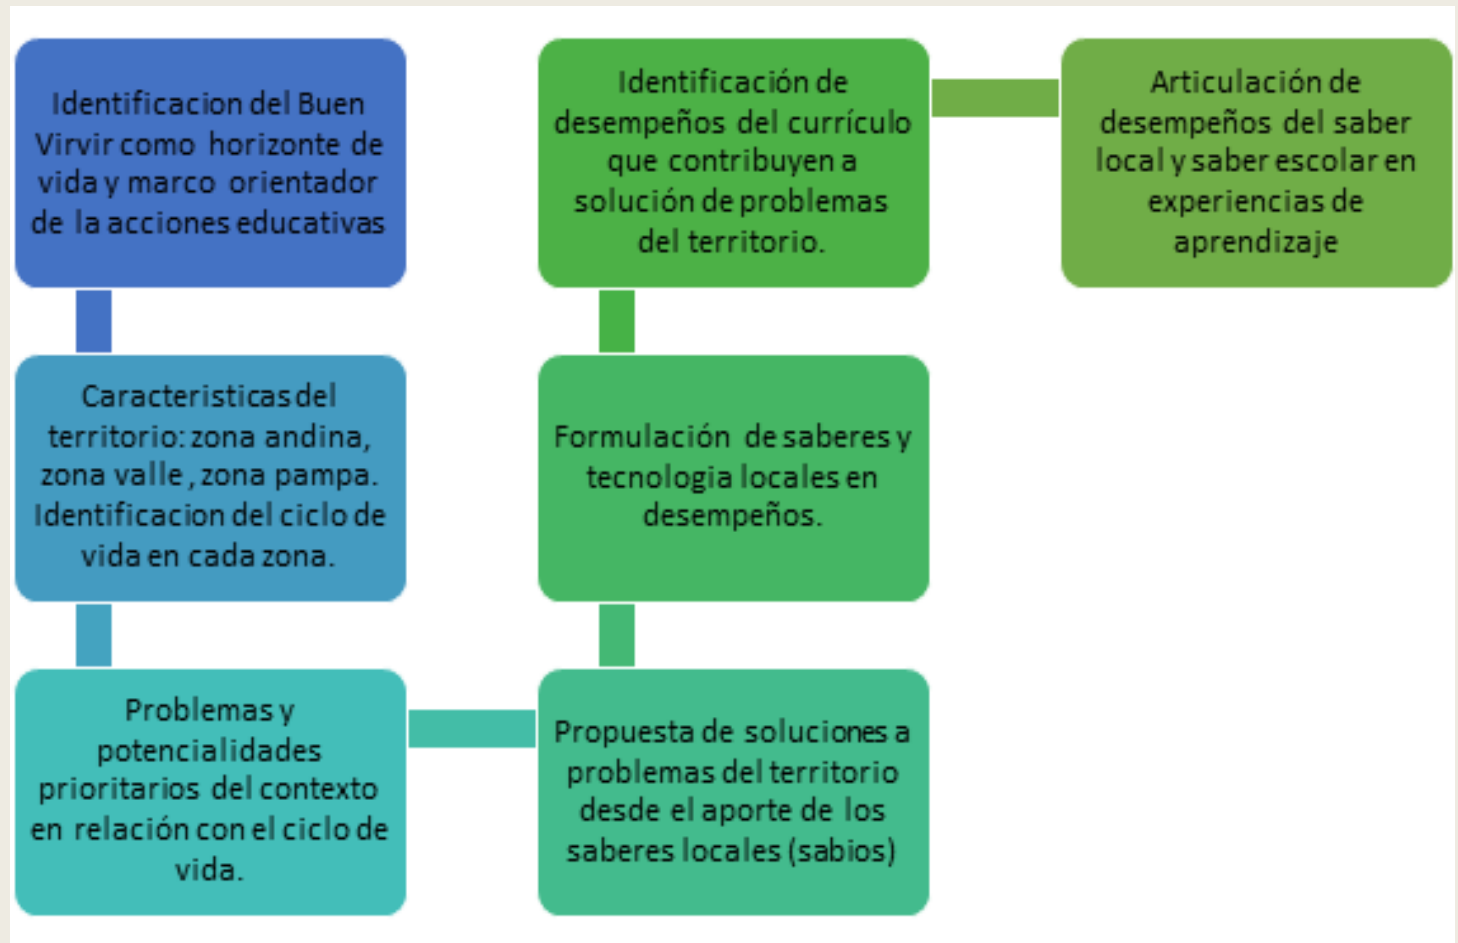 Identificacion del Buen
Virvir como horizonte de
vida y marco orientador
de la acciones educativas
Caracteristicas del
territorio: zona andina,
zona valle, zona pampa.
Identificacion del ciclo de
vida en cada zona.
Problemas y
potencialidades
prioritarios del contexto
en relación con el ciclo de
vida.
Propuesta de soluciones a
problemas del territorio
desde el aporte de los
saberes locales (sabios)
Formulación de saberes y
tecnologia locales en
desempeños.
Identificación de
desempeños del currículo
que contribuyen a
solución de problemas
del territorio.
Articulación de
desempeños del saber
local y saber escolar en
experiencias de
aprendizaje